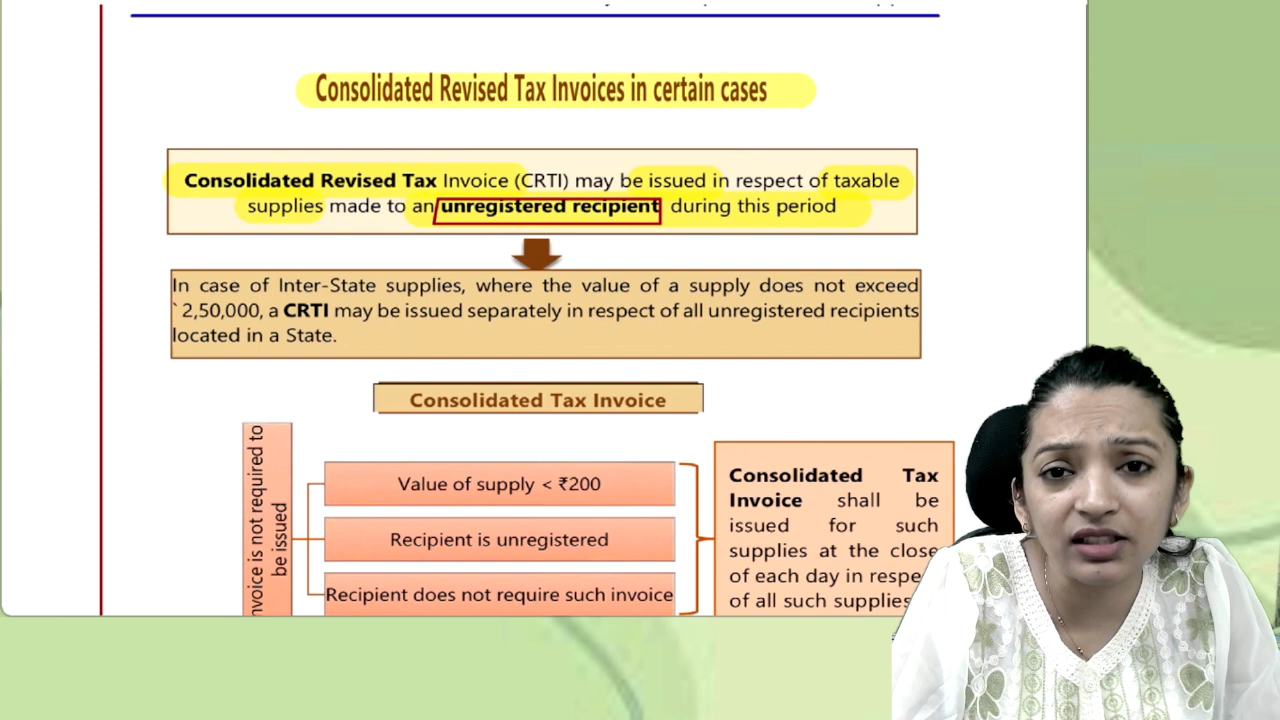 Consolidated Revised Tax Invoices in certain cases
Consolidated Revised Tax Invoice (CRTI) may be issued in respect of taxable
supplies made to an unregistered recipient during this period
In case of Inter-State supplies, where the value of a supply does not exceed
` 2,50,000, a CRTI may be issued separately in respect of all unregistered recipients
located in a State.
Consolidated Tax Invoice
nvoice is not required to
be issued
Value of supply < ₹200
Recipient is unregistered
Recipient does not require such invoice
Consolidated Tax
Invoice shall be
issued for such
supplies at the close
of each day in respec
of all such supplies